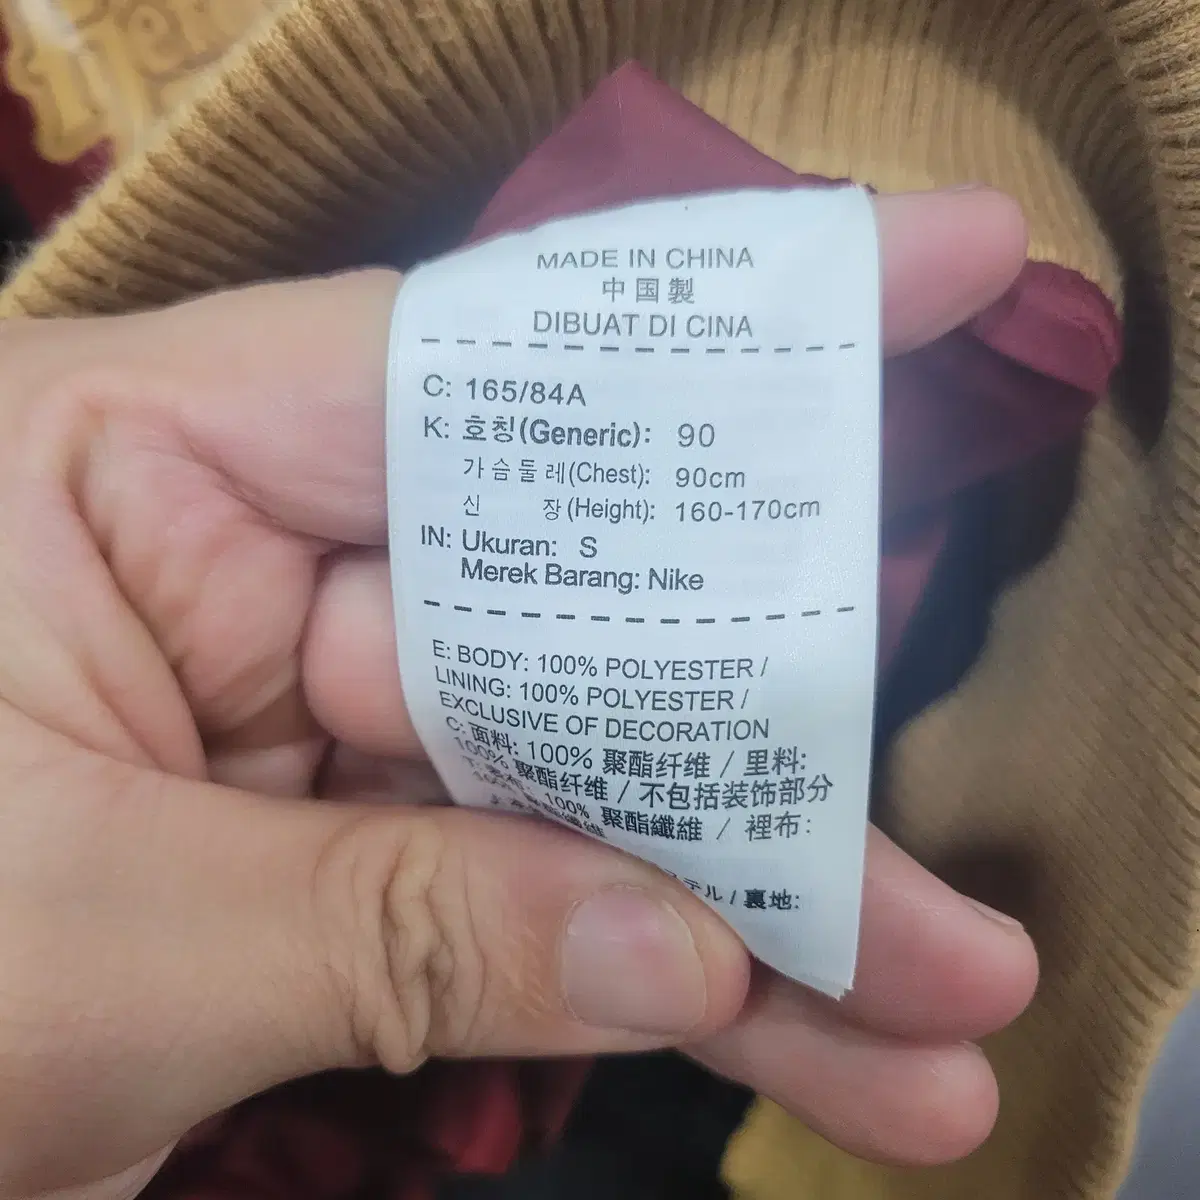 MADE IN CHINA
中国製
DIBUAT DI CINA
C: 165/84A
K: 호칭(Generic): 90
가슴둘레(Chest): 90cm
신 장(Height): 160-170cm
IN: Ukuran: S
Merek Barang: Nike
E: BODY: 100% POLYESTER /
LINING: 100% POLYESTER /
EXCLUSIVE OF DECORATION
C: 面料: 100% 聚酯纤维 / 里料:
100% 聚酯纤维 / 不包括装饰部分
100% 聚酯纖維 / 裡布:
100%
テル / 裏地: